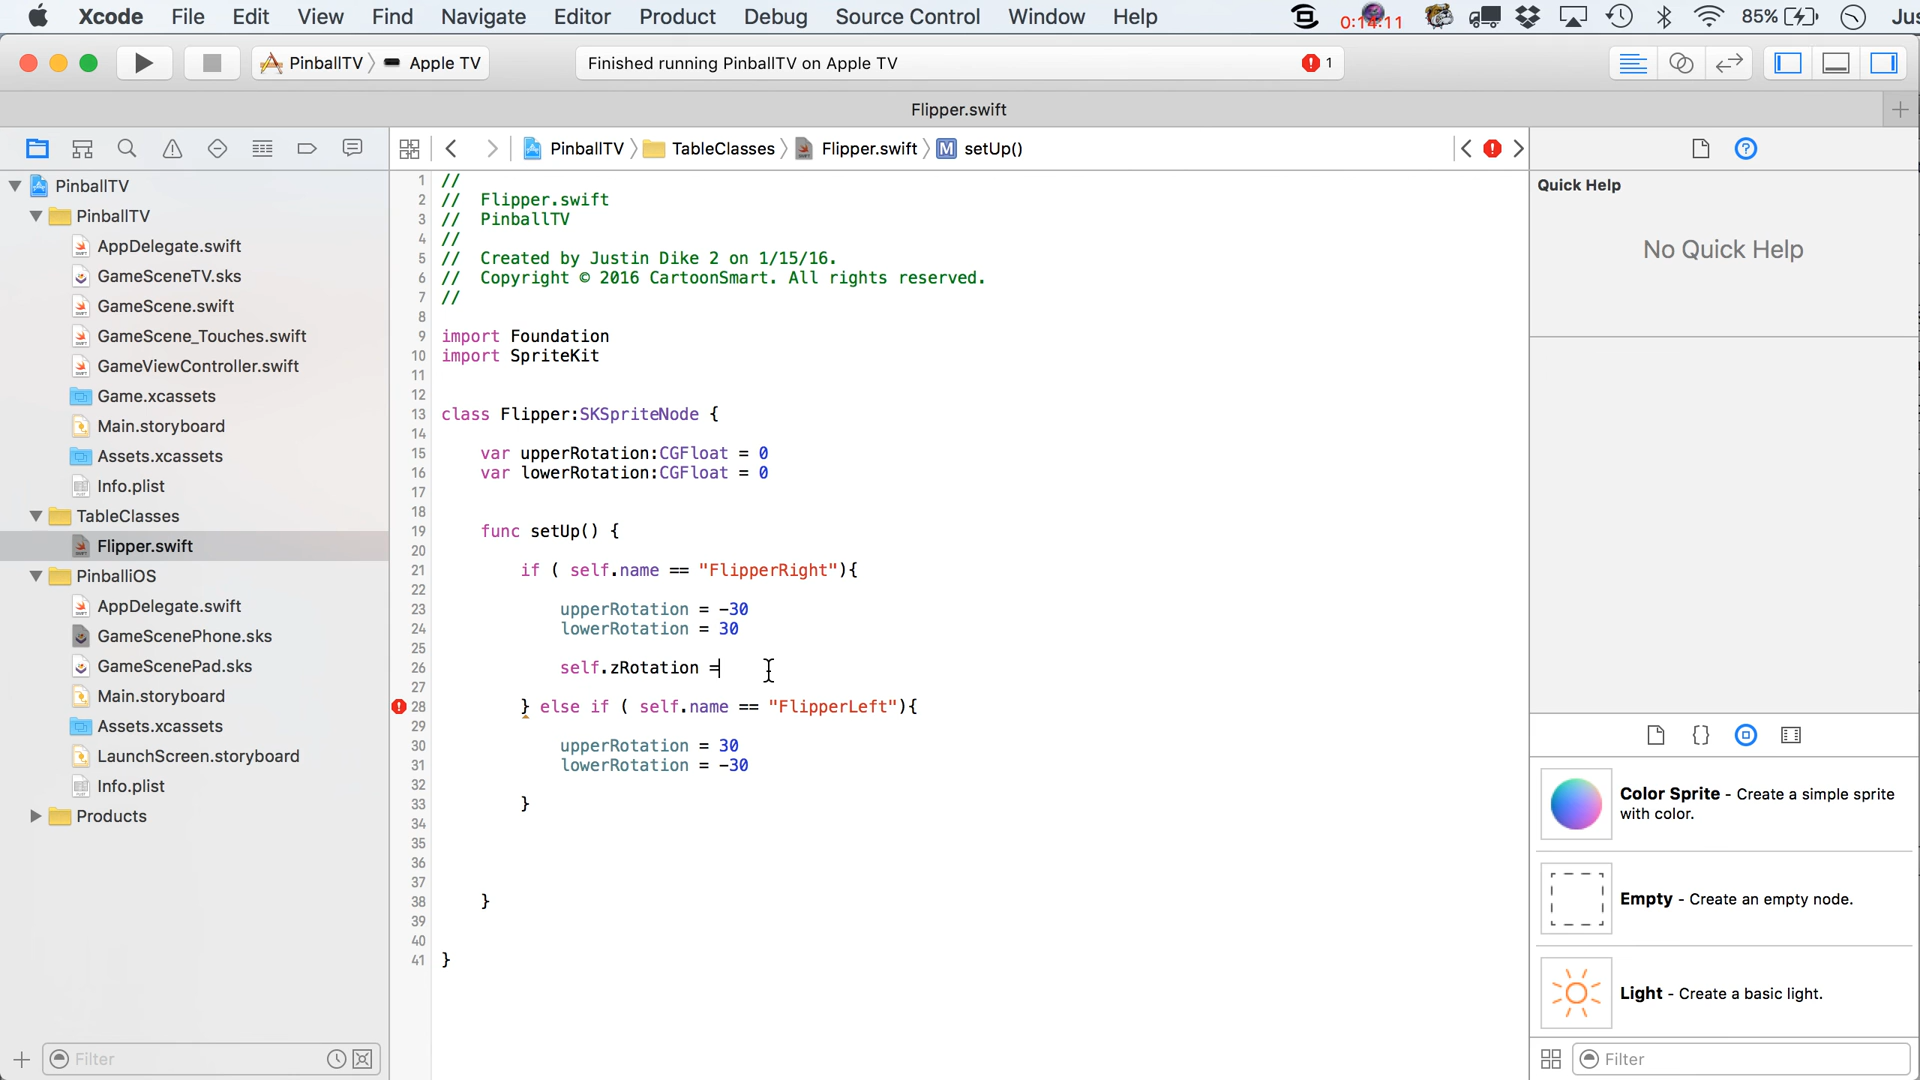 Xcode File Edit View Find Navigate Editor Product Debug Source Control Window Help 0:14:11 85% Jus
PinballTV Apple TV Finished running PinballTV on Apple TV 1
Flipper.swift
PinballTV TableClasses Flipper.swift M setUp()
PinballTV
PinballTV
AppDelegate.swift
GameSceneTV.sks
GameScene.swift
GameScene_Touches.swift
GameViewController.swift
Game.xcassets
Main.storyboard
Assets.xcassets
Info.plist
TableClasses
Flipper.swift
PinballiOS
AppDelegate.swift
GameScenePhone.sks
GameScenePad.sks
Main.storyboard
Assets.xcassets
LaunchScreen.storyboard
Info.plist
Products
Filter
1 //
2 // Flipper.swift
3 // PinballTV
4 //
5 // Created by Justin Dike 2 on 1/15/16.
6 // Copyright © 2016 CartoonSmart. All rights reserved.
7 //
8
9 import Foundation
10 import SpriteKit
11
12
13 class Flipper:SKSpriteNode {
14
15 var upperRotation:CGFloat = 0
16 var lowerRotation:CGFloat = 0
17
18
19 func setUp() {
20
21 if ( self.name == "FlipperRight"){
22
23 upperRotation = -30
24 lowerRotation = 30
25
26 self.zRotation =
27
28 } else if ( self.name == "FlipperLeft"){
29
30 upperRotation = 30
31 lowerRotation = -30
32
33 }
34
35
36
37
38 }
39
40
41 }
Quick Help
No Quick Help
Color Sprite - Create a simple sprite
with color.
Empty - Create an empty node.
Light - Create a basic light.
Filter